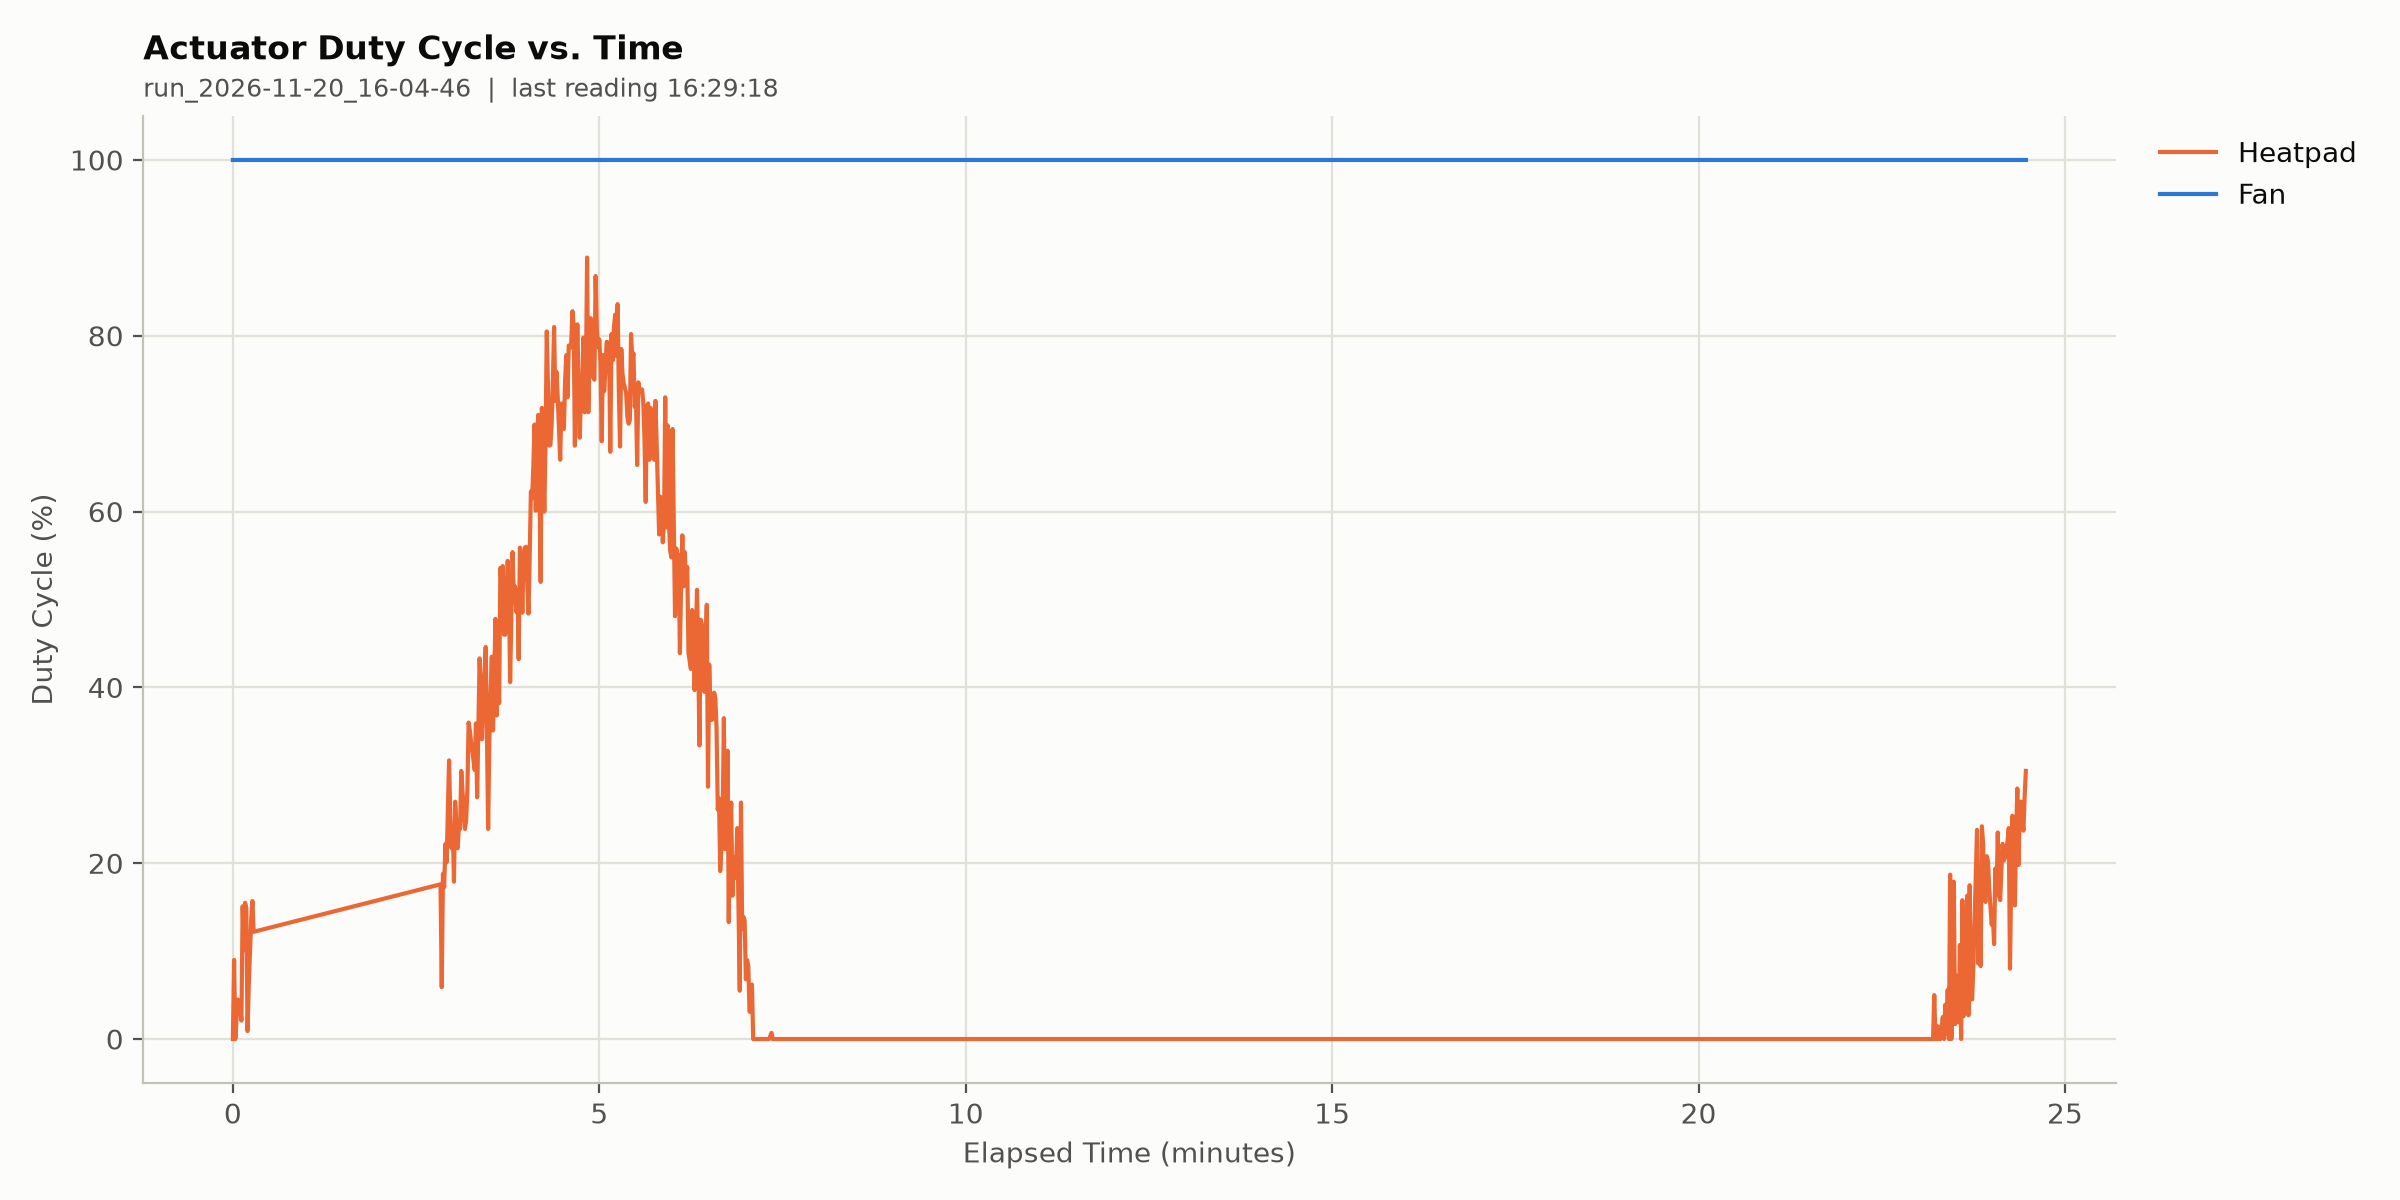 Actuator Duty Cycle vs. Time
run_2026-11-20_16-04-46 | last reading 16:29:18
Heatpad
Fan
Duty Cycle (%)
100
80
60
40
20
0
0 5 10 15 20 25
Elapsed Time (minutes)